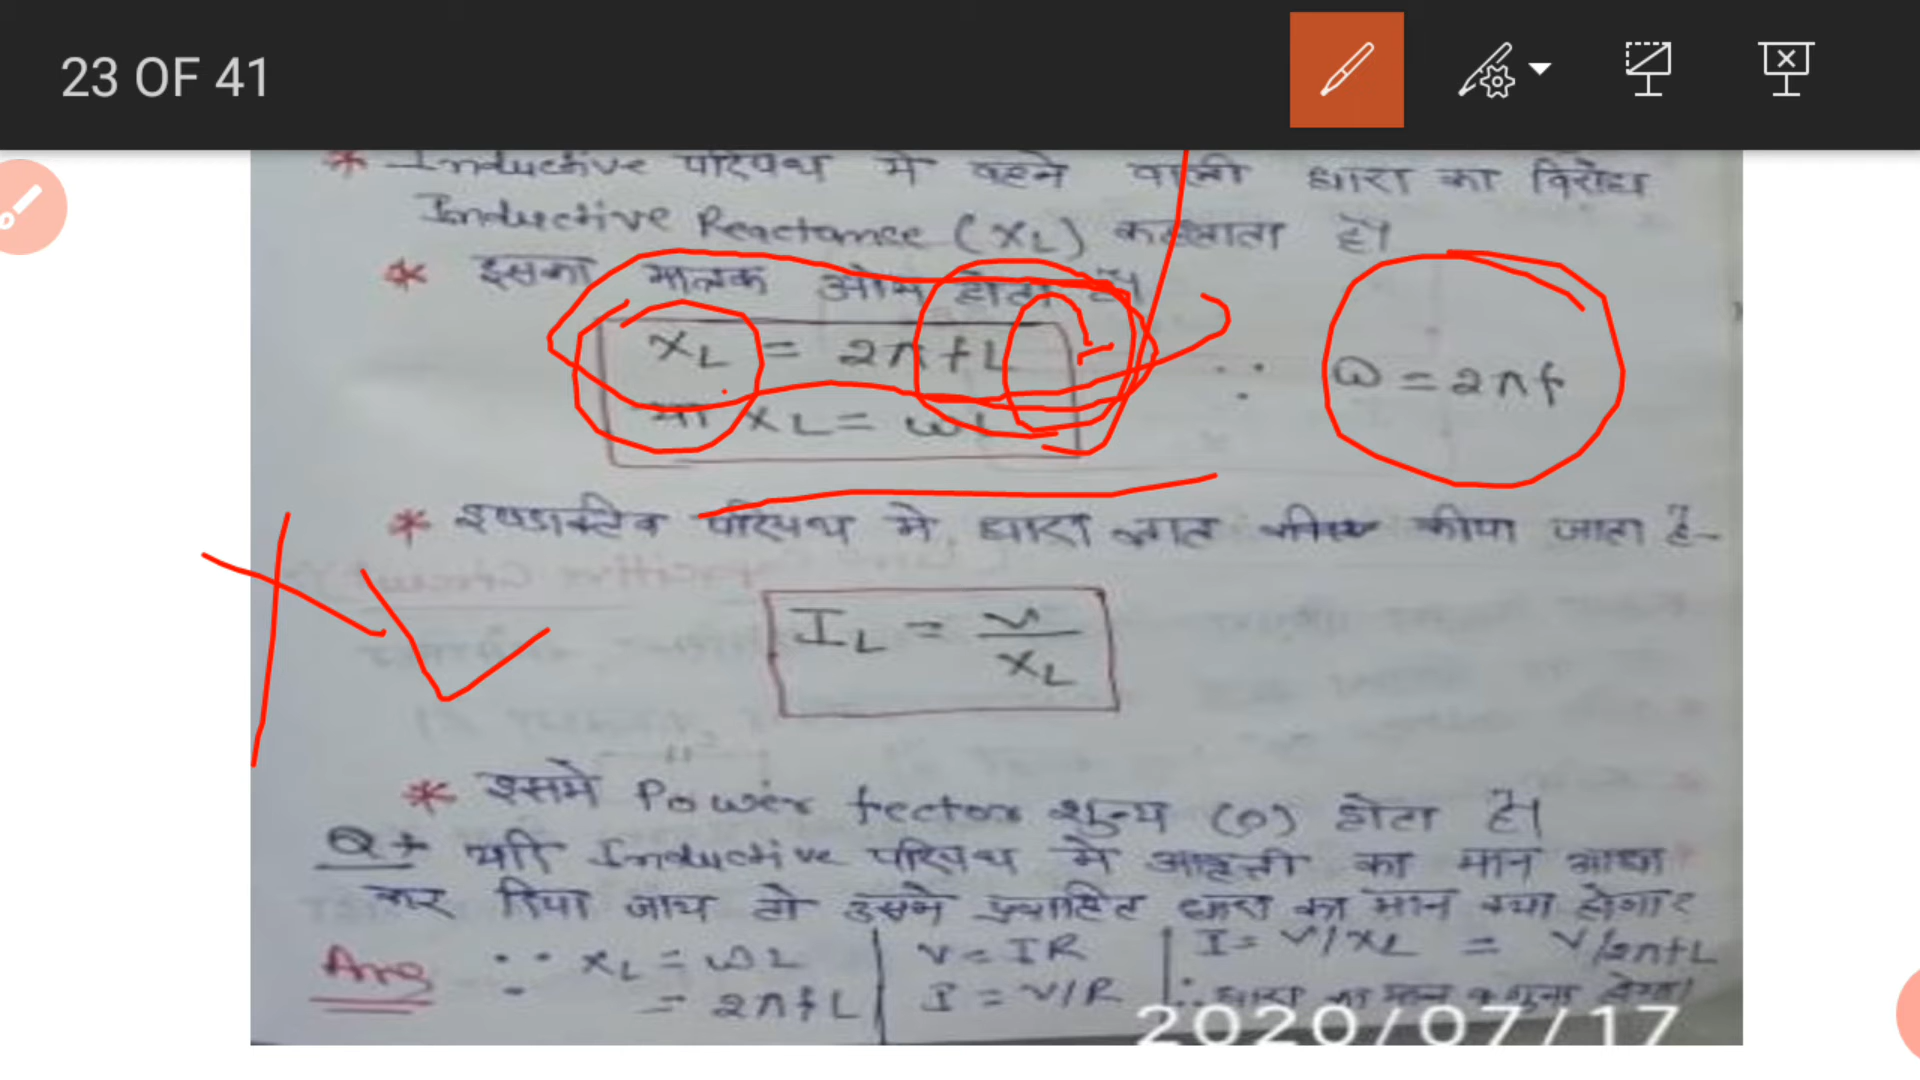 23 OF 41
* Inductive परिपथ में बहने वाली धारा का विरोध
Inductive Reactance (XL) कहलाता है।
* इसका मात्रक ओम होता है।
XL = 2πfL
या XL = ωL
∵ ω = 2πf
* इण्डक्टिव परिपथ में धारा ज्ञात कीया जाता है-
IL = V/XL
* इसमें Power fector शुन्य (0) होता है।
Q→ यदि Inductive परिपथ में आवृत्ती का मान आधा
कर दिया जाय तो उसमें प्रवाहित धारा का मान क्या होगा?
Ans ∵ XL = ωL | V = IR | I = V/XL = V/2πfL
= 2πfL | I = V/R | ∴ धारा का मान गुना होगा।
2020/07/17